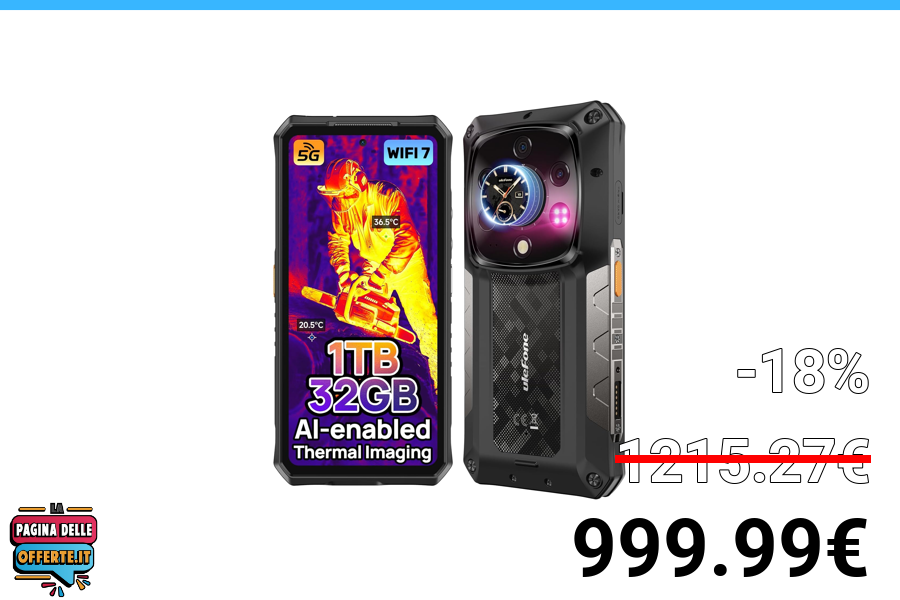 5G
WIFI 7
36.5°C
20.5°C
1TB
32GB
AI-enabled
Thermal Imaging
ulefone
CE
-18%
1215.27€
999.99€
LA
PAGINA DELLE
OFFERTE.IT